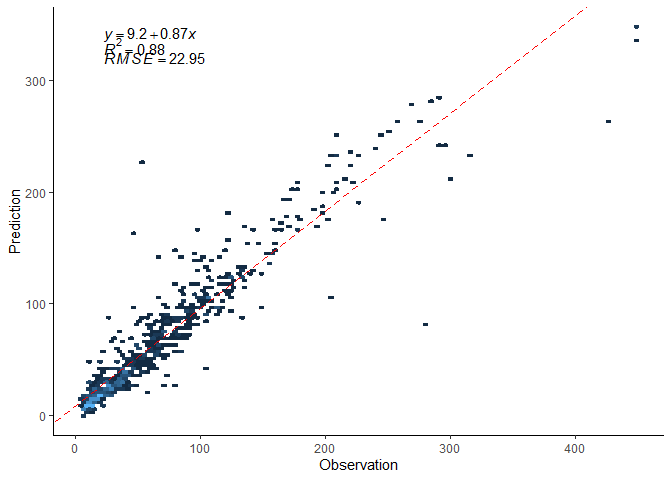 y = 9.2 + 0.87x
R², = 0.88
RMSE = 22.95
300
200
100
0
Prediction
0 100 200 300 400
Observation